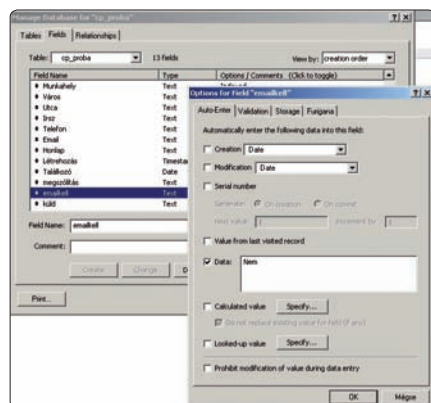 Manage Database for "cp_proba"
Tables Fields Relationships
Table: cp_proba 13 fields View by: creation order
Field Name Type Options / Comments (Click to toggle)
Munkahely Text Indexed
Város Text
Utca Text
Irsz Text
Telefon Text
Email Text
Honlap Text
Létrehozás Timesta
Találkozó Date
megszólítás Text
emailkell Text
küld Text
Field Name: emailkell
Comment:
Create Change D
Print...
Options for Field "emailkell"
Auto-Enter Validation Storage Furigana
Automatically enter the following data into this field:
Creation Date
Modification Date
Serial number
Generate: On creation On commit
next value: 1 increment by: 1
Value from last visited record
Data: Nem
Calculated value Specify...
Do not replace existing value for field (if any)
Looked-up value Specify...
Prohibit modification of value during data entry
OK Mégse